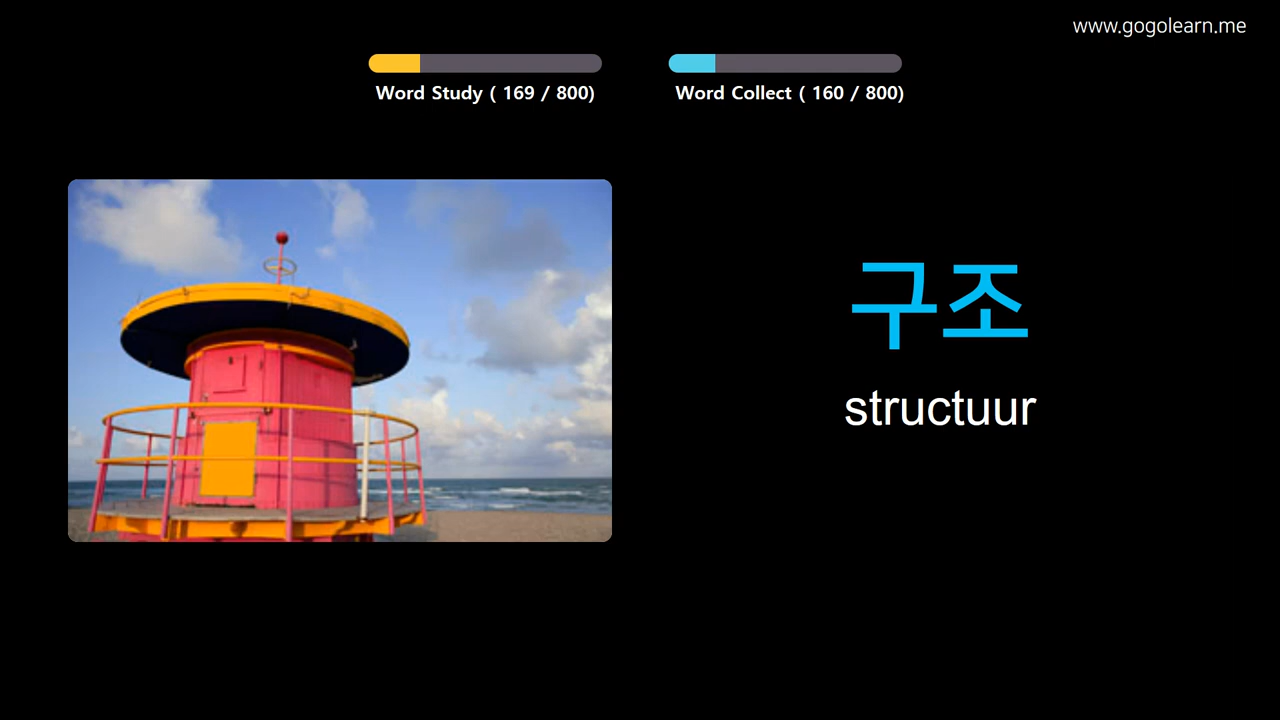 www.gogolearn.me
Word Study ( 169 / 800)
Word Collect ( 160 / 800)
구조
structuur